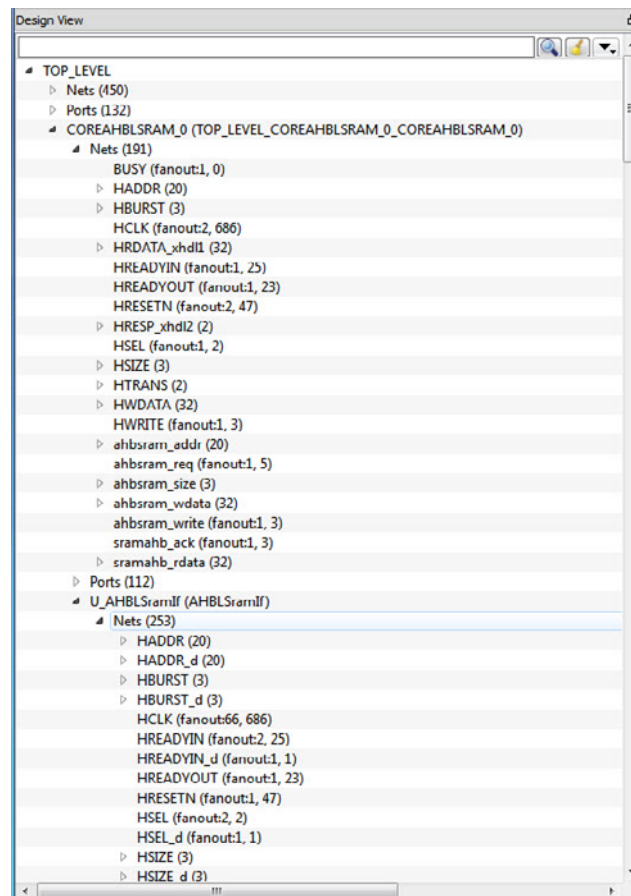 Design View
TOP_LEVEL
Nets (450)
Ports (132)
COREAHBLSRAM_0 (TOP_LEVEL_COREAHBLSRAM_0_COREAHBLSRAM_0)
Nets (191)
BUSY (fanout:1, 0)
HADDR (20)
HBURST (3)
HCLK (fanout:2, 686)
HRDATA_xhdl1 (32)
HREADYIN (fanout:1, 25)
HREADYOUT (fanout:1, 23)
HRESETN (fanout:2, 47)
HRESP_xhdl2 (2)
HSEL (fanout:1, 2)
HSIZE (3)
HTRANS (2)
HWDATA (32)
HWRITE (fanout:1, 3)
ahbsram_addr (20)
ahbsram_req (fanout:1, 5)
ahbsram_size (3)
ahbsram_wdata (32)
ahbsram_write (fanout:1, 3)
sramahb_ack (fanout:1, 3)
sramahb_rdata (32)
Ports (112)
U_AHBLSramIf (AHBLSramIf)
Nets (253)
HADDR (20)
HADDR_d (20)
HBURST (3)
HBURST_d (3)
HCLK (fanout:66, 686)
HREADYIN (fanout:2, 25)
HREADYIN_d (fanout:1, 1)
HREADYOUT (fanout:1, 23)
HRESETN (fanout:1, 47)
HSEL (fanout:2, 2)
HSEL_d (fanout:1, 1)
HSIZE (3)
HSIZE_d (3)